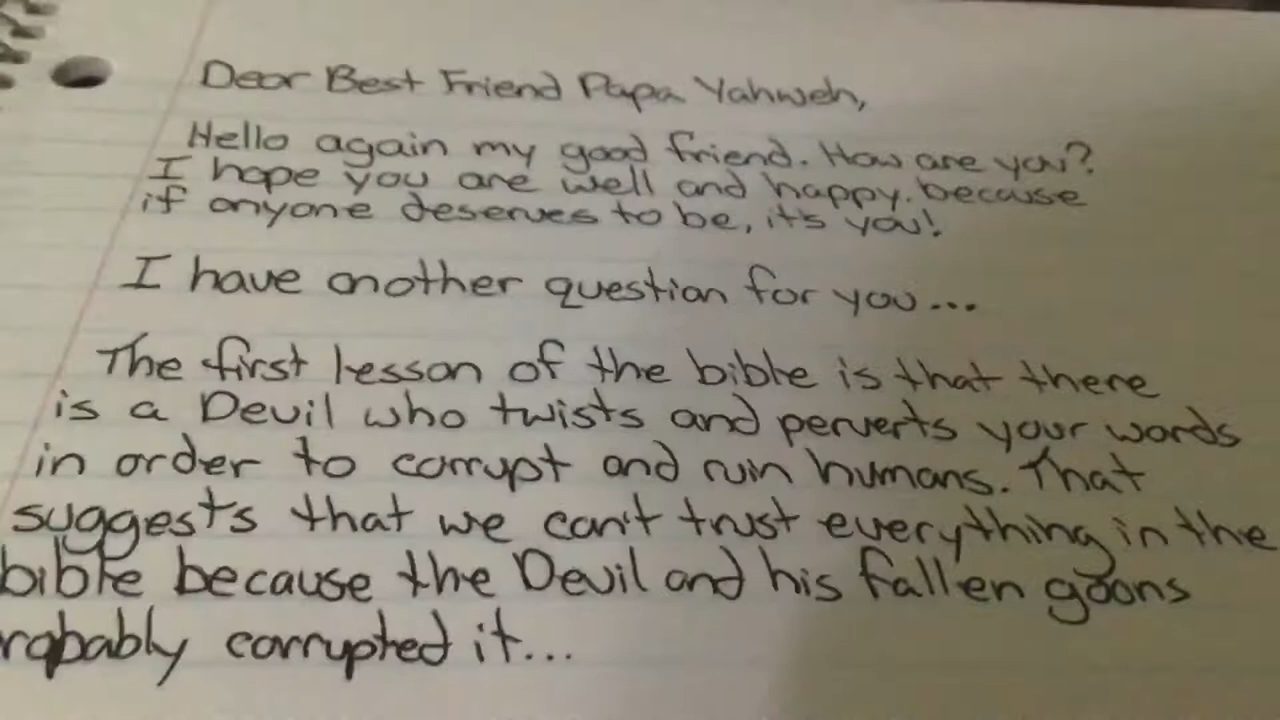 Dear Best Friend Papa Yahweh,
Hello again my good friend. How are you?
I hope you are well and happy. because
if anyone deserves to be, it's you!
I have another question for you...
The first lesson of the bible is that there
is a Devil who twists and perverts your words
in order to corrupt and ruin humans. That
suggests that we can't trust everything in the
bible because the Devil and his fallen goons
robably corrupted it...